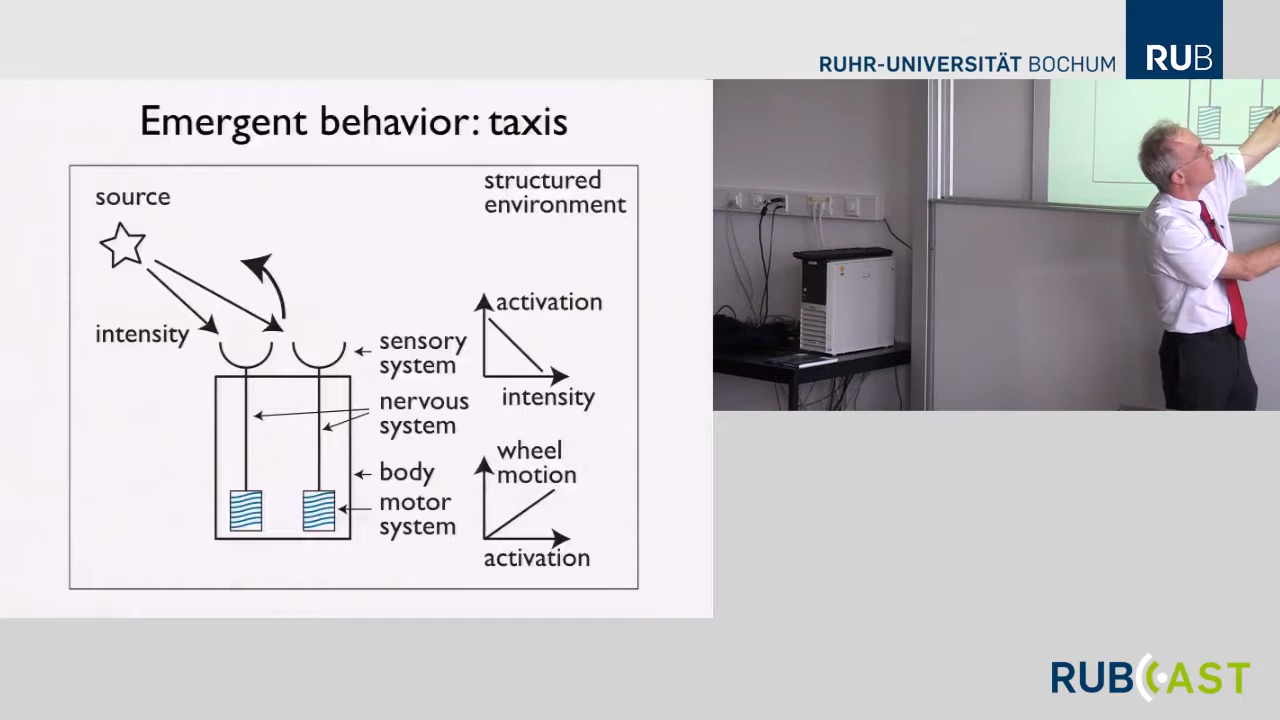 RUHR-UNIVERSITÄT BOCHUM
RUB
Emergent behavior: taxis
source
structured
environment
intensity
activation
sensory
system
intensity
nervous
system
wheel
motion
body
motor
system
activation
RUBCAST